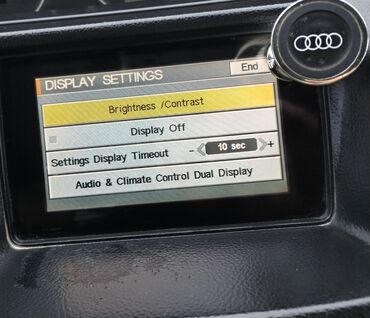 DISPLAY SETTINGS
End
Brightness /Contrast
Display Off
Settings Display Timeout - 10 sec +
Audio & Climate Control Dual Display